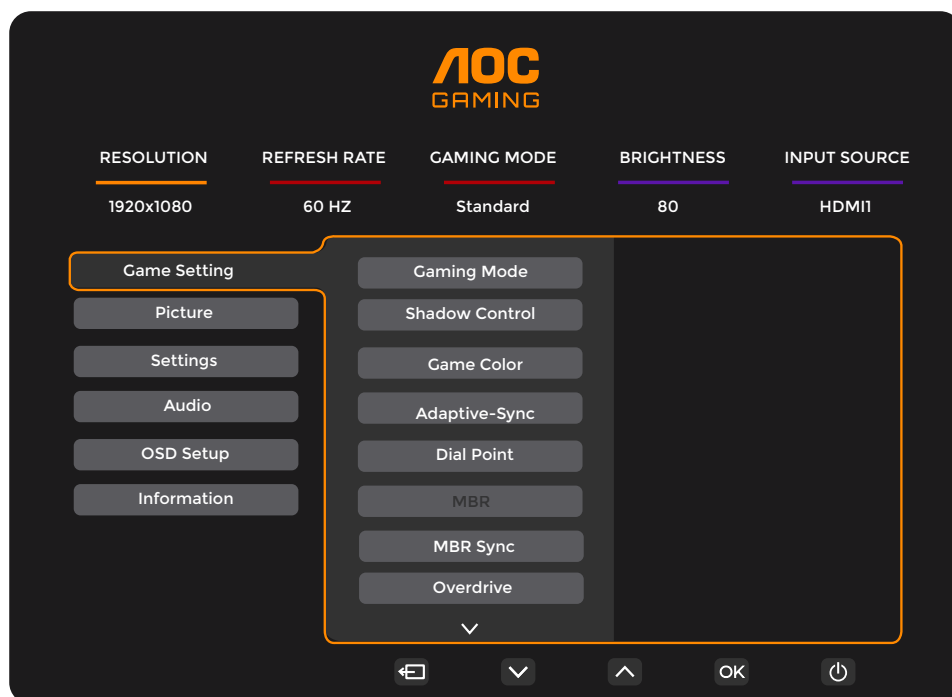 AOC
GAMING
RESOLUTION REFRESH RATE GAMING MODE BRIGHTNESS INPUT SOURCE
1920x1080 60 HZ Standard 80 HDMI1
Game Setting
Picture
Settings
Audio
OSD Setup
Information
Gaming Mode
Shadow Control
Game Color
Adaptive-Sync
Dial Point
MBR
MBR Sync
Overdrive
OK